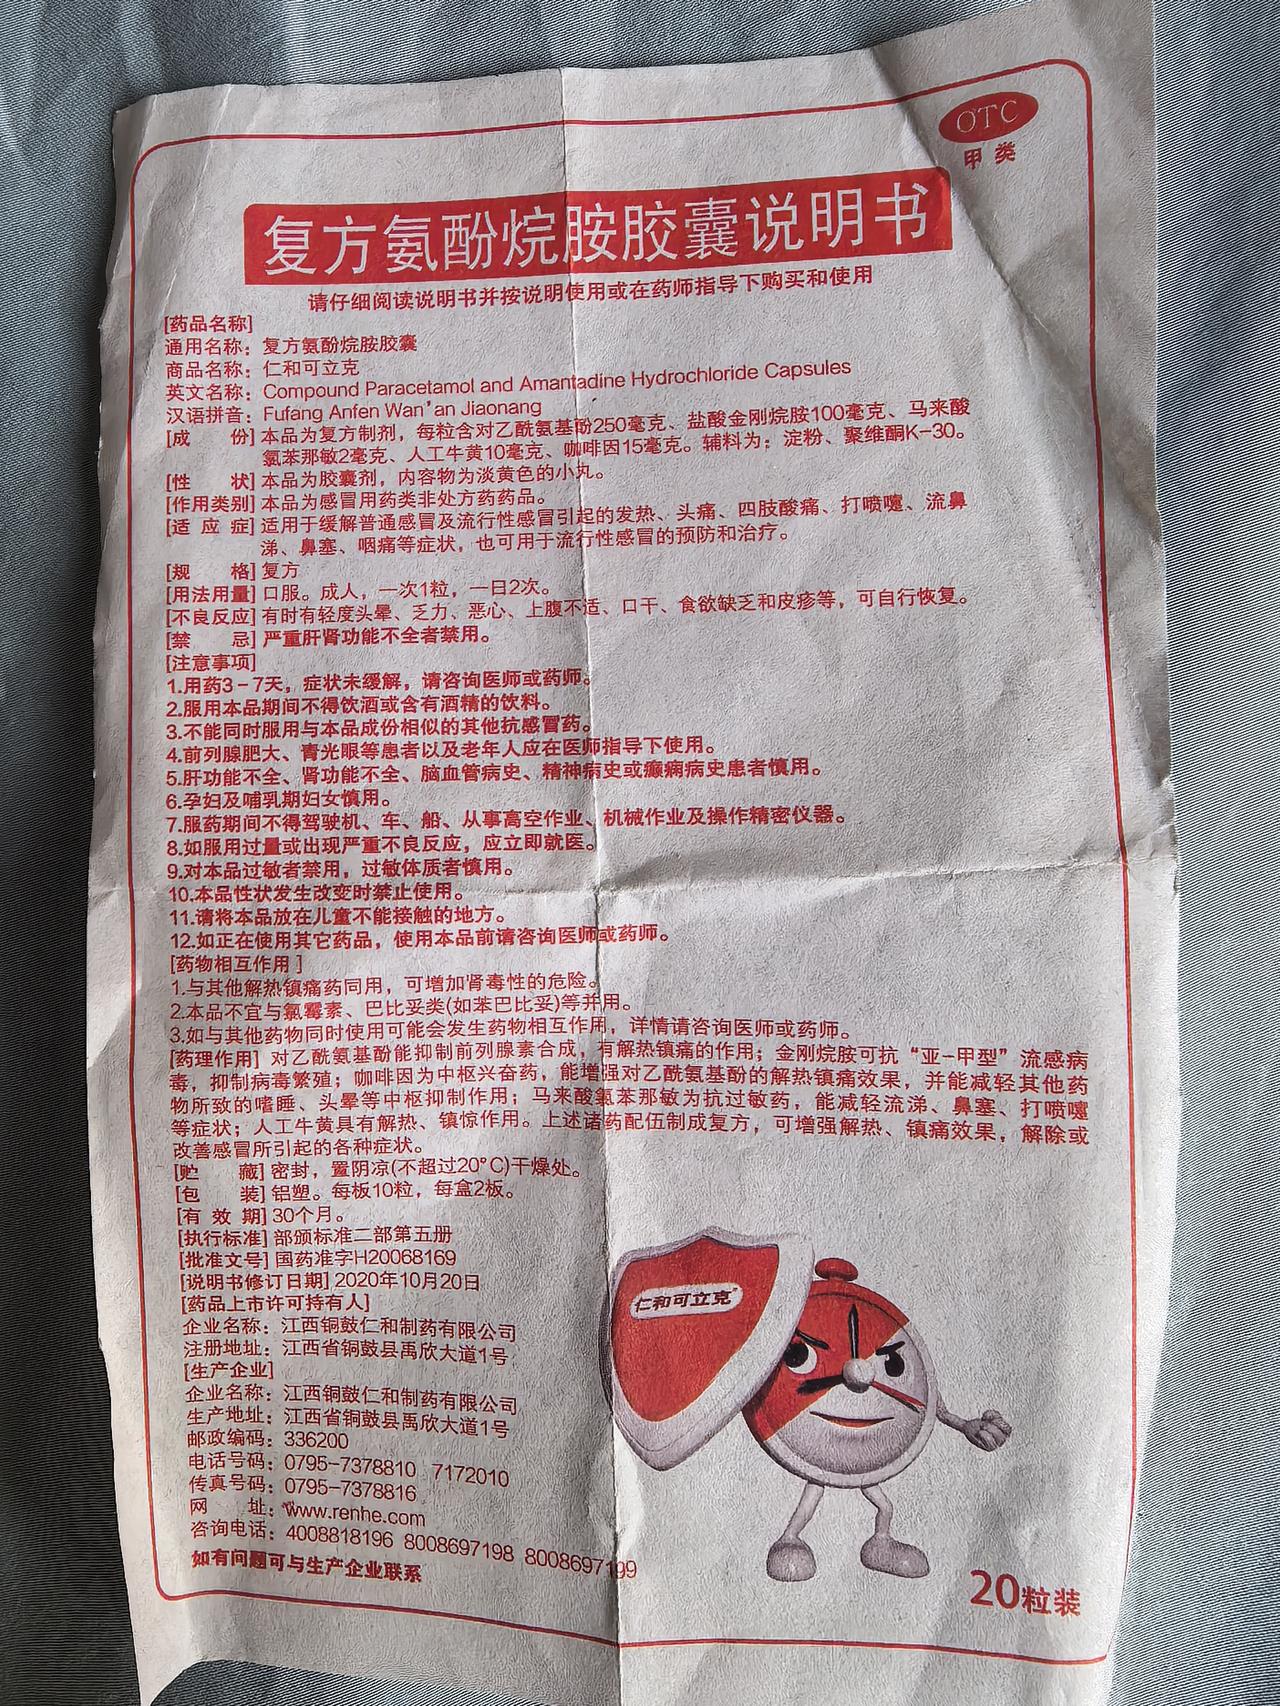 OTC
甲类
复方氨酚烷胺胶囊说明书
请仔细阅读说明书并按说明使用或在药师指导下购买和使用
[药品名称]
通用名称：复方氨酚烷胺胶囊
商品名称：仁和可立克
英文名称：Compound Paracetamol and Amantadine Hydrochloride Capsules
汉语拼音：Fufang Anfen Wan'an Jiaonang
[成 份] 本品为复方制剂，每粒含对乙酰氨基酚250毫克、盐酸金刚烷胺100毫克、马来酸
氯苯那敏2毫克、人工牛黄10毫克、咖啡因15毫克。辅料为：淀粉、聚维酮K-30。
[性 状] 本品为胶囊剂，内容物为淡黄色的小丸。
[作用类别] 本品为感冒用药类非处方药药品。
[适 应 症] 适用于缓解普通感冒及流行性感冒引起的发热、头痛、四肢酸痛、打喷嚏、流鼻
涕、鼻塞、咽痛等症状，也可用于流行性感冒的预防和治疗。
[规 格] 复方
[用法用量] 口服。成人，一次1粒，一日2次。
[不良反应] 有时有轻度头晕、乏力、恶心、上腹不适、口干、食欲缺乏和皮疹等，可自行恢复。
[禁 忌] 严重肝肾功能不全者禁用。
[注意事项]
1.用药3-7天，症状未缓解，请咨询医师或药师。
2.服用本品期间不得饮酒或含有酒精的饮料。
3.不能同时服用与本品成份相似的其他抗感冒药。
4.前列腺肥大、青光眼等患者以及老年人应在医师指导下使用。
5.肝功能不全、肾功能不全、脑血管病史、精神病史或癫痫病史患者慎用。
6.孕妇及哺乳期妇女慎用。
7.服药期间不得驾驶机、车、船、从事高空作业、机械作业及操作精密仪器。
8.如服用过量或出现严重不良反应，应立即就医。
9.对本品过敏者禁用，过敏体质者慎用。
10.本品性状发生改变时禁止使用。
11.请将本品放在儿童不能接触的地方。
12.如正在使用其它药品，使用本品前请咨询医师或药师。
[药物相互作用]
1.与其他解热镇痛药同用，可增加肾毒性的危险。
2.本品不宜与氯霉素、巴比妥类(如苯巴比妥)等并用。
3.如与其他药物同时使用可能会发生药物相互作用，详情请咨询医师或药师。
[药理作用] 对乙酰氨基酚能抑制前列腺素合成，有解热镇痛的作用；金刚烷胺可抗“亚-甲型”流感病
毒，抑制病毒繁殖；咖啡因为中枢兴奋药，能增强对乙酰氨基酚的解热镇痛效果，并能减轻其他药
物所致的嗜睡、头晕等中枢抑制作用；马来酸氯苯那敏为抗过敏药，能减轻流涕、鼻塞、打喷嚏
等症状；人工牛黄具有解热、镇惊作用。上述诸药配伍制成复方，可增强解热、镇痛效果，解除或
改善感冒所引起的各种症状。
[贮 藏] 密封，置阴凉(不超过20°C)干燥处。
[包 装] 铝塑。每板10粒，每盒2板。
[有 效 期] 30个月。
[执行标准] 部颁标准二部第五册
[批准文号] 国药准字H20068169
[说明书修订日期] 2020年10月20日
[药品上市许可持有人]
企业名称：江西铜鼓仁和制药有限公司
注册地址：江西省铜鼓县禹欣大道1号
[生产企业]
企业名称：江西铜鼓仁和制药有限公司
生产地址：江西省铜鼓县禹欣大道1号
邮政编码：336200
电话号码：0795-7378810 7172010
传真号码：0795-7378816
网 址：www.renhe.com
咨询电话：4008818196 8008697198 8008697199
如有问题可与生产企业联系
仁和可立克
20粒装